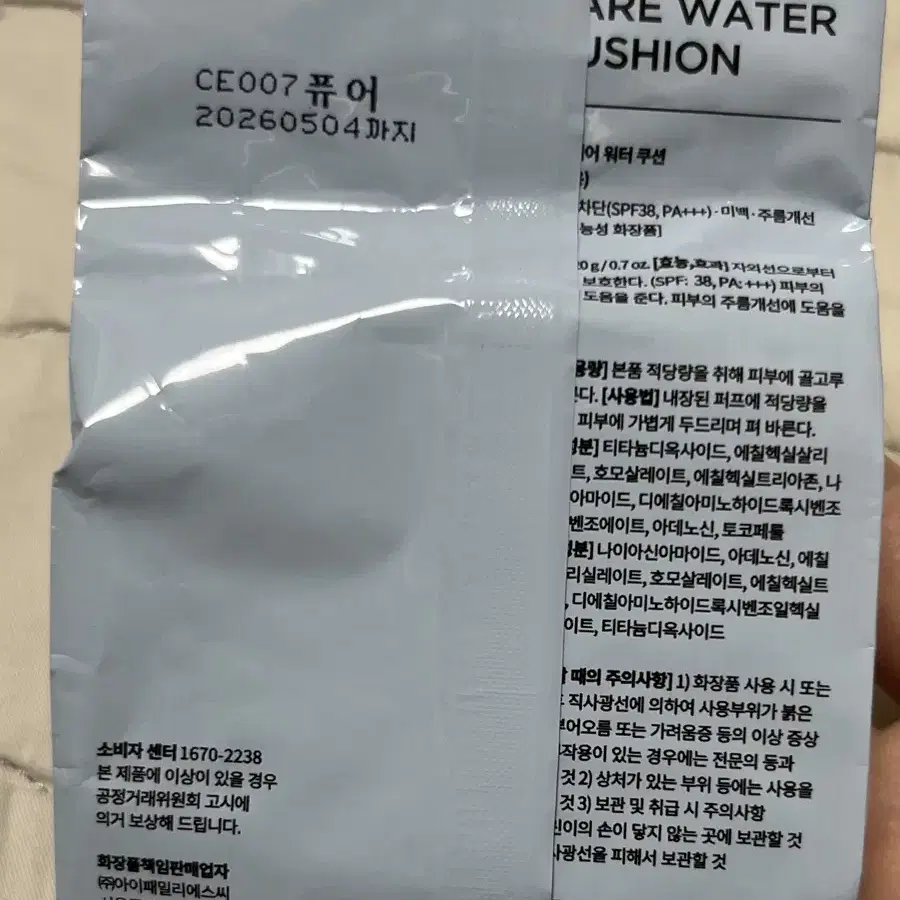 CE007 퓨어
20260504까지
ARE WATER
USHION
어 워터 쿠션
차단(SPF38, PA+++)·미백·주름개선
능성 화장품]
20g/0.7 oz. [효능,효과] 자외선으로부터
보호한다. (SPF: 38, PA: +++) 피부의
도움을 준다. 피부의 주름개선에 도움을
용량] 본품 적당량을 취해 피부에 골고루
다. [사용법] 내장된 퍼프에 적당량을
피부에 가볍게 두드리며 펴 바른다.
성분] 티타늄디옥사이드, 에칠헥실살리
트, 호모살레이트, 에칠헥실트리아존, 나
아마이드, 디에칠아미노하이드록시벤조
벤조에이트, 아데노신, 토코페롤
성분] 나이아신아마이드, 아데노신, 에칠
리실레이트, 호모살레이트, 에칠헥실트
, 디에칠아미노하이드록시벤조일헥실
이트, 티타늄디옥사이드
할 때의 주의사항] 1) 화장품 사용 시 또는
직사광선에 의하여 사용부위가 붉은
부어오름 또는 가려움증 등의 이상 증상
부작용이 있는 경우에는 전문의 등과
것 2) 상처가 있는 부위 등에는 사용을
것 3) 보관 및 취급 시 주의사항
린이의 손이 닿지 않는 곳에 보관할 것
사광선을 피해서 보관할 것
소비자 센터 1670-2238
본 제품에 이상이 있을 경우
공정거래위원회 고시에
의거 보상해 드립니다.
화장품책임판매업자
㈜아이패밀리에스씨